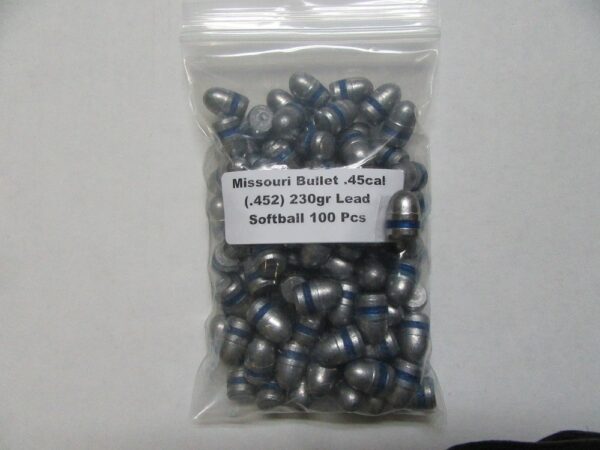 Missouri Bullet .45cal
(.452) 230gr Lead
Softball 100 Pcs